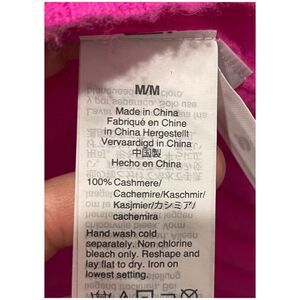 M/M
Made in China
Fabriqué en Chine
in China Hergestellt
Vervaardigd in China
中国製
Hecho en China
100% Cashmere/
Cachemire/Kaschmir/
Kasjmier/カシミア/
cachemira
Hand wash cold
separately. Non chlorine
bleach only. Reshape and
lay flat to dry. Iron on
lowest setting.